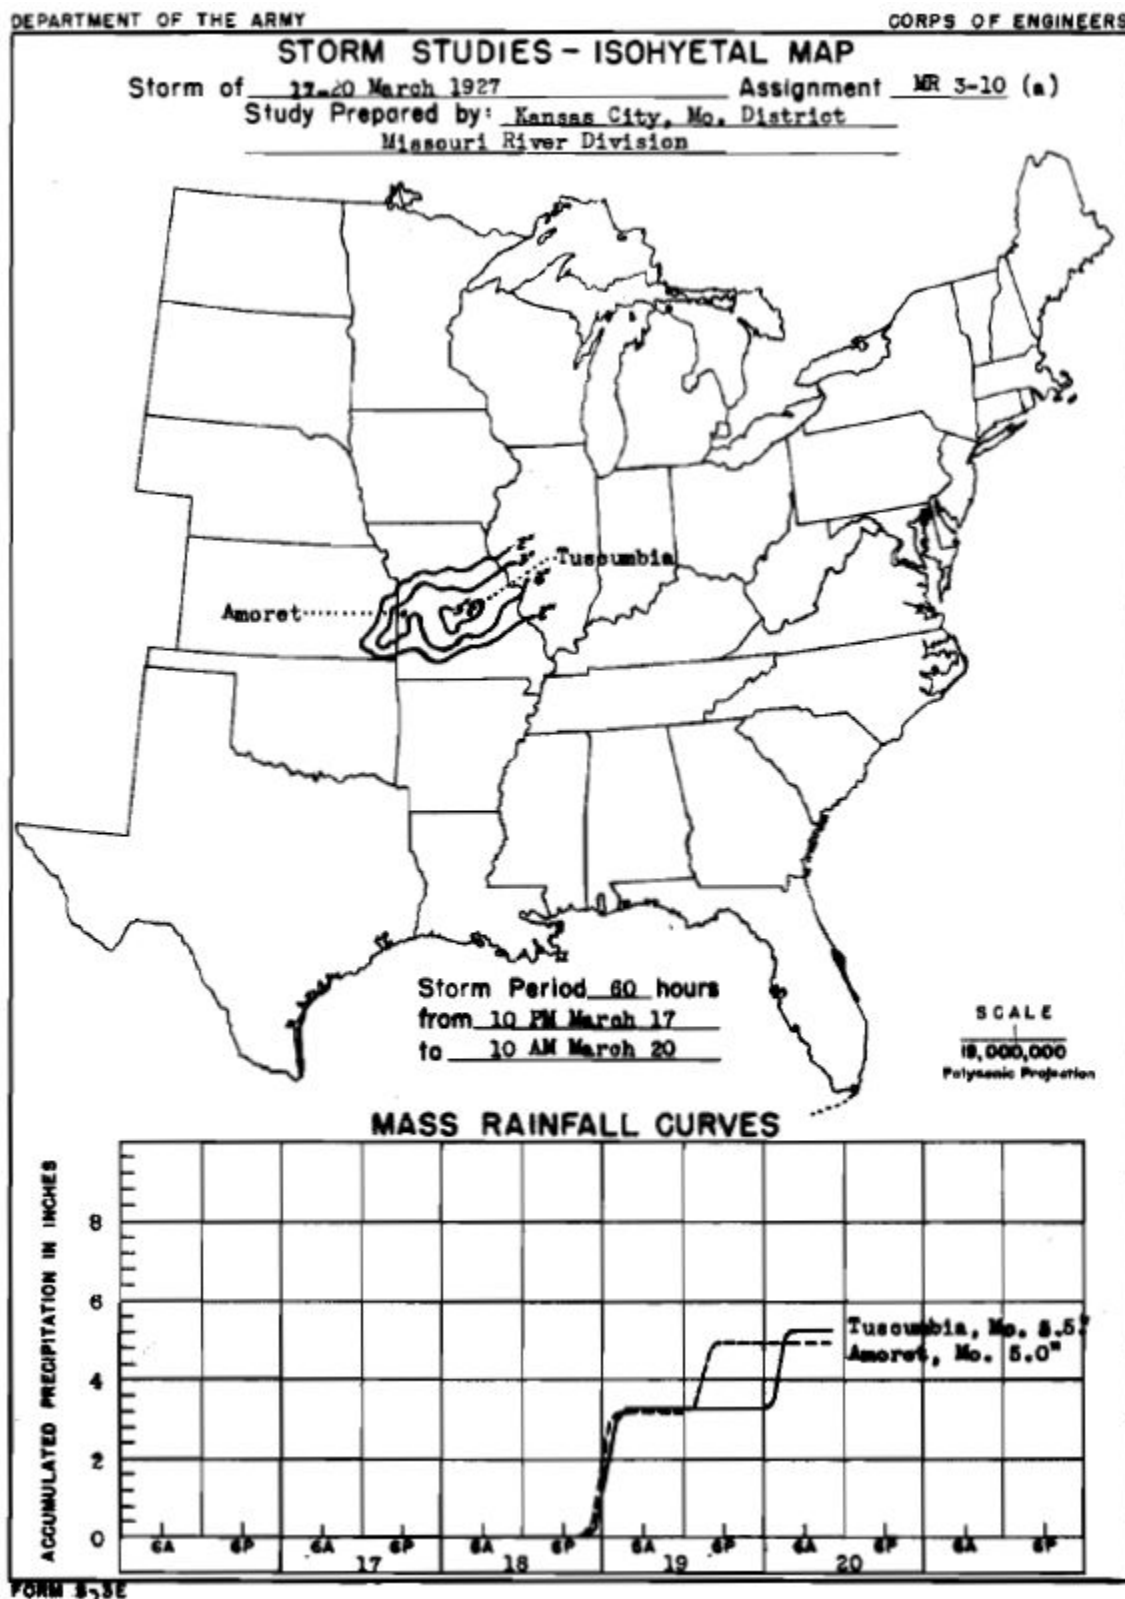 DEPARTMENT OF THE ARMY
CORPS OF ENGINEERS
STORM STUDIES - ISOHYETAL MAP
Storm of 17-20 March 1927 Assignment MR 3-10 (a)
Study Prepared by: Kansas City, Mo. District
Missouri River Division
Tuscumbia
Amoret
Storm Period 60 hours
from 10 PM March 17
to 10 AM March 20
SCALE
Polyconic Projection
MASS RAINFALL CURVES
ACCUMULATED PRECIPITATION IN INCHES
8
6
4
2
0
Tuscumbia, Mo. 5.5"
Amoret, Mo. 5.0"
6A 6P 6A 6P 6A 6P 6A 6P 6A 6P 6A 6P
17 18 19 20